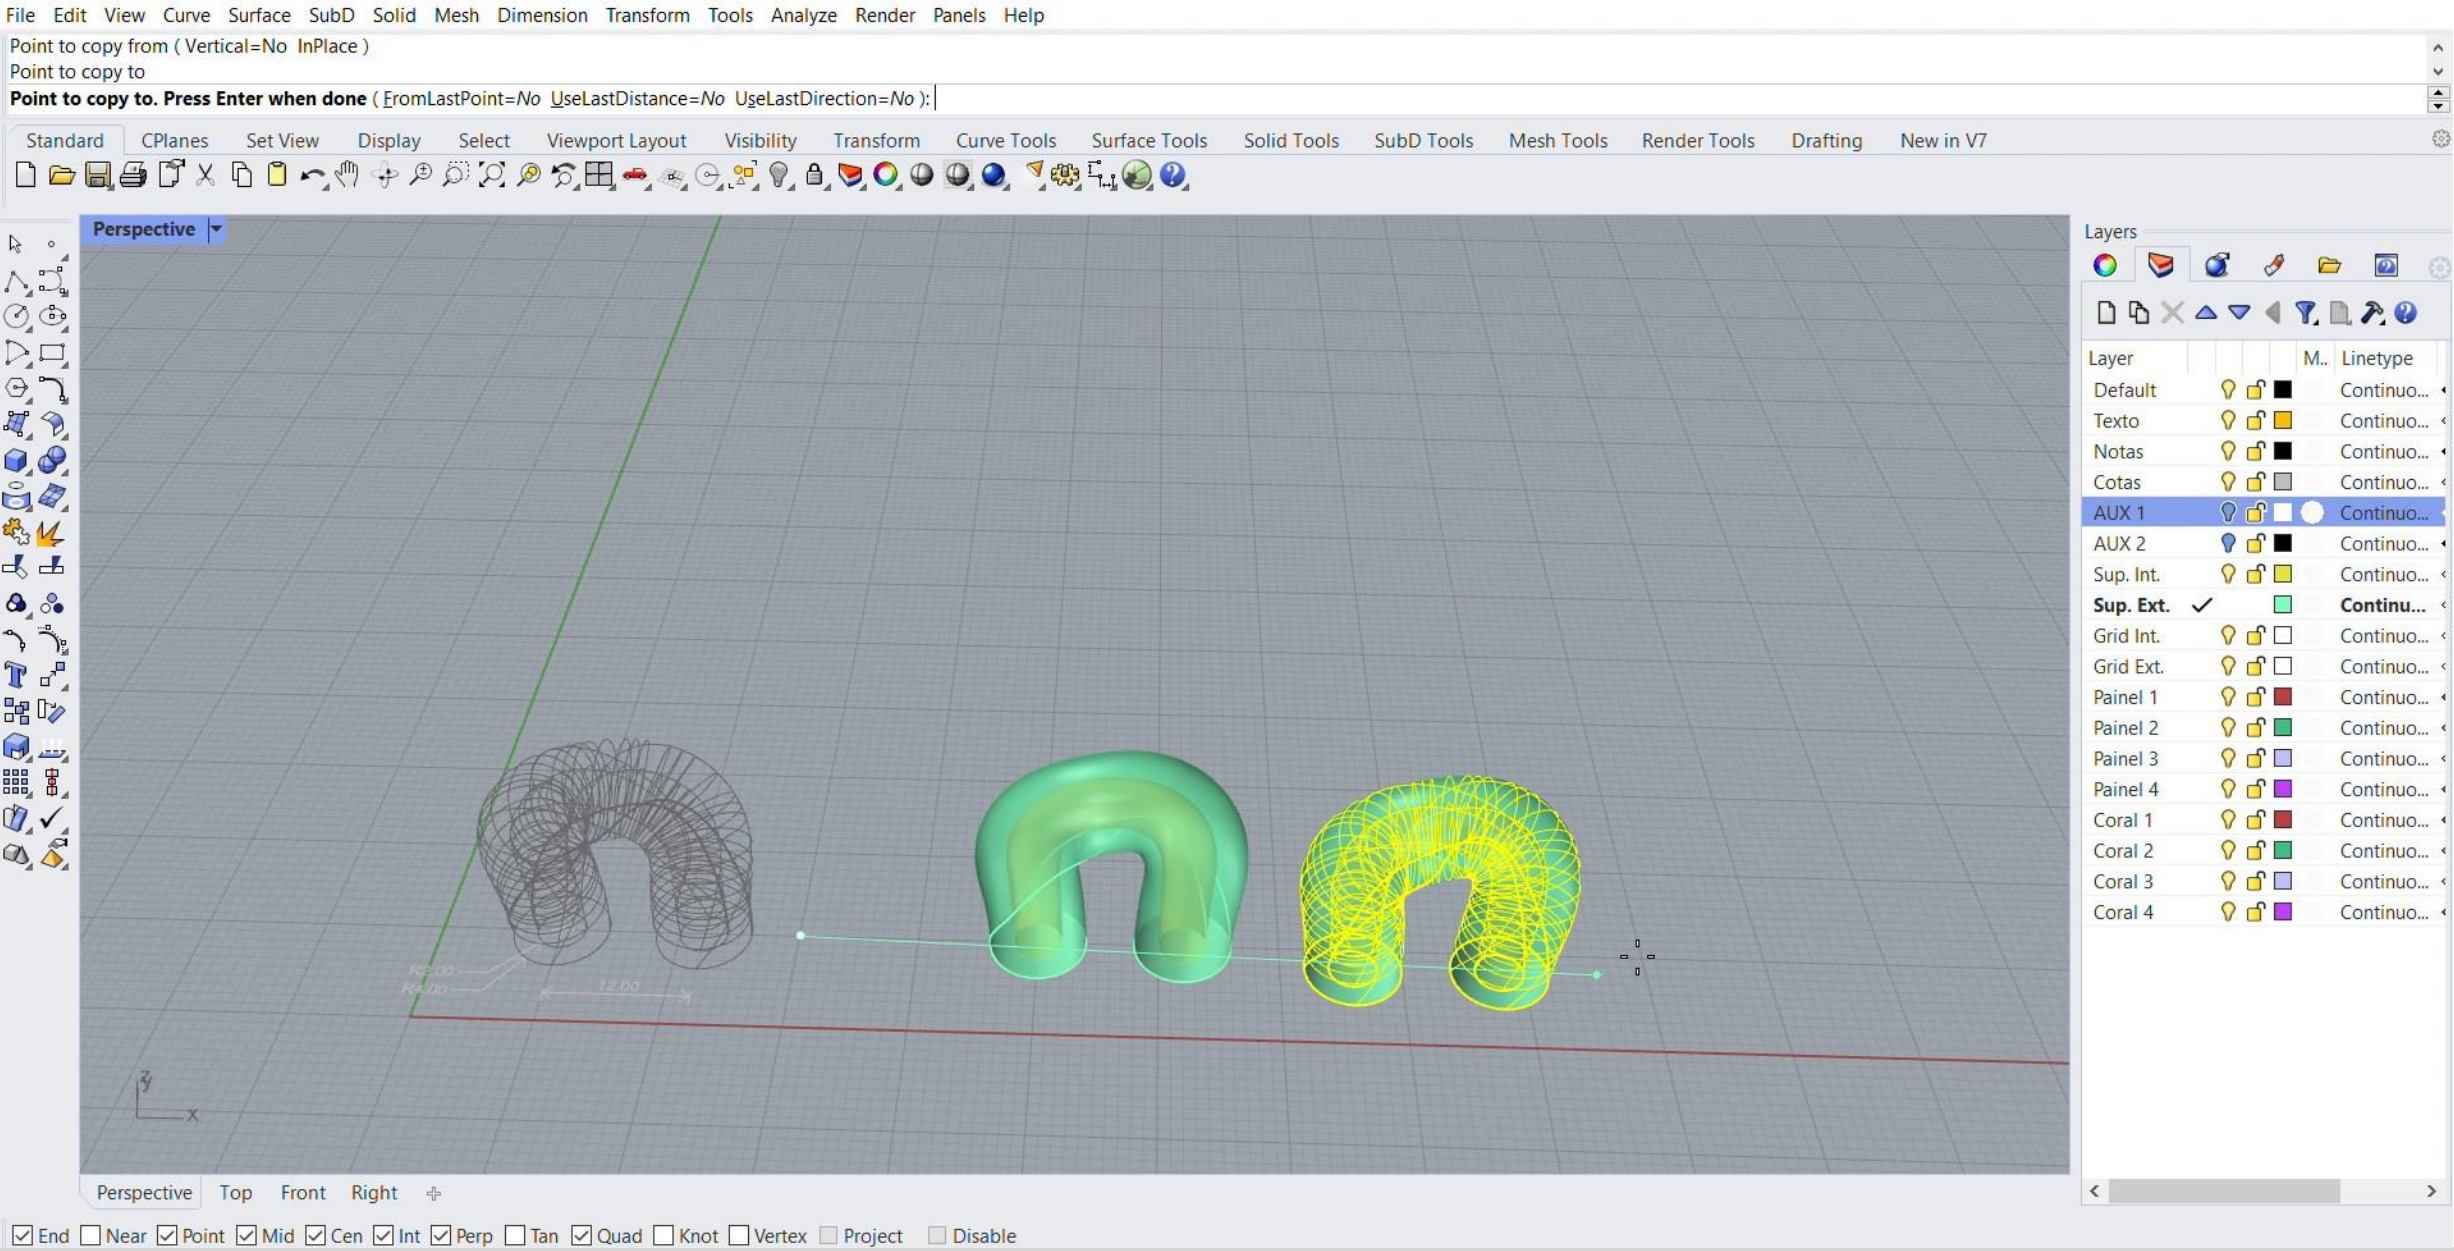 File Edit View Curve Surface SubD Solid Mesh Dimension Transform Tools Analyze Render Panels Help
Point to copy from ( Vertical=No InPlace )
Point to copy to
Point to copy to. Press Enter when done ( FromLastPoint=No UseLastDistance=No UseLastDirection=No ):
Standard CPlanes Set View Display Select Viewport Layout Visibility Transform Curve Tools Surface Tools Solid Tools SubD Tools Mesh Tools Render Tools Drafting New in V7
Perspective
R4.00
12.00
x
Layers
Layer M.. Linetype
Default Continuo...
Texto Continuo...
Notas Continuo...
Cotas Continuo...
AUX 1 Continuo...
AUX 2 Continuo...
Sup. Int. Continuo...
Sup. Ext. Continu...
Grid Int. Continuo...
Grid Ext. Continuo...
Painel 1 Continuo...
Painel 2 Continuo...
Painel 3 Continuo...
Painel 4 Continuo...
Coral 1 Continuo...
Coral 2 Continuo...
Coral 3 Continuo...
Coral 4 Continuo...
Perspective Top Front Right
End Near Point Mid Cen Int Perp Tan Quad Knot Vertex Project Disable